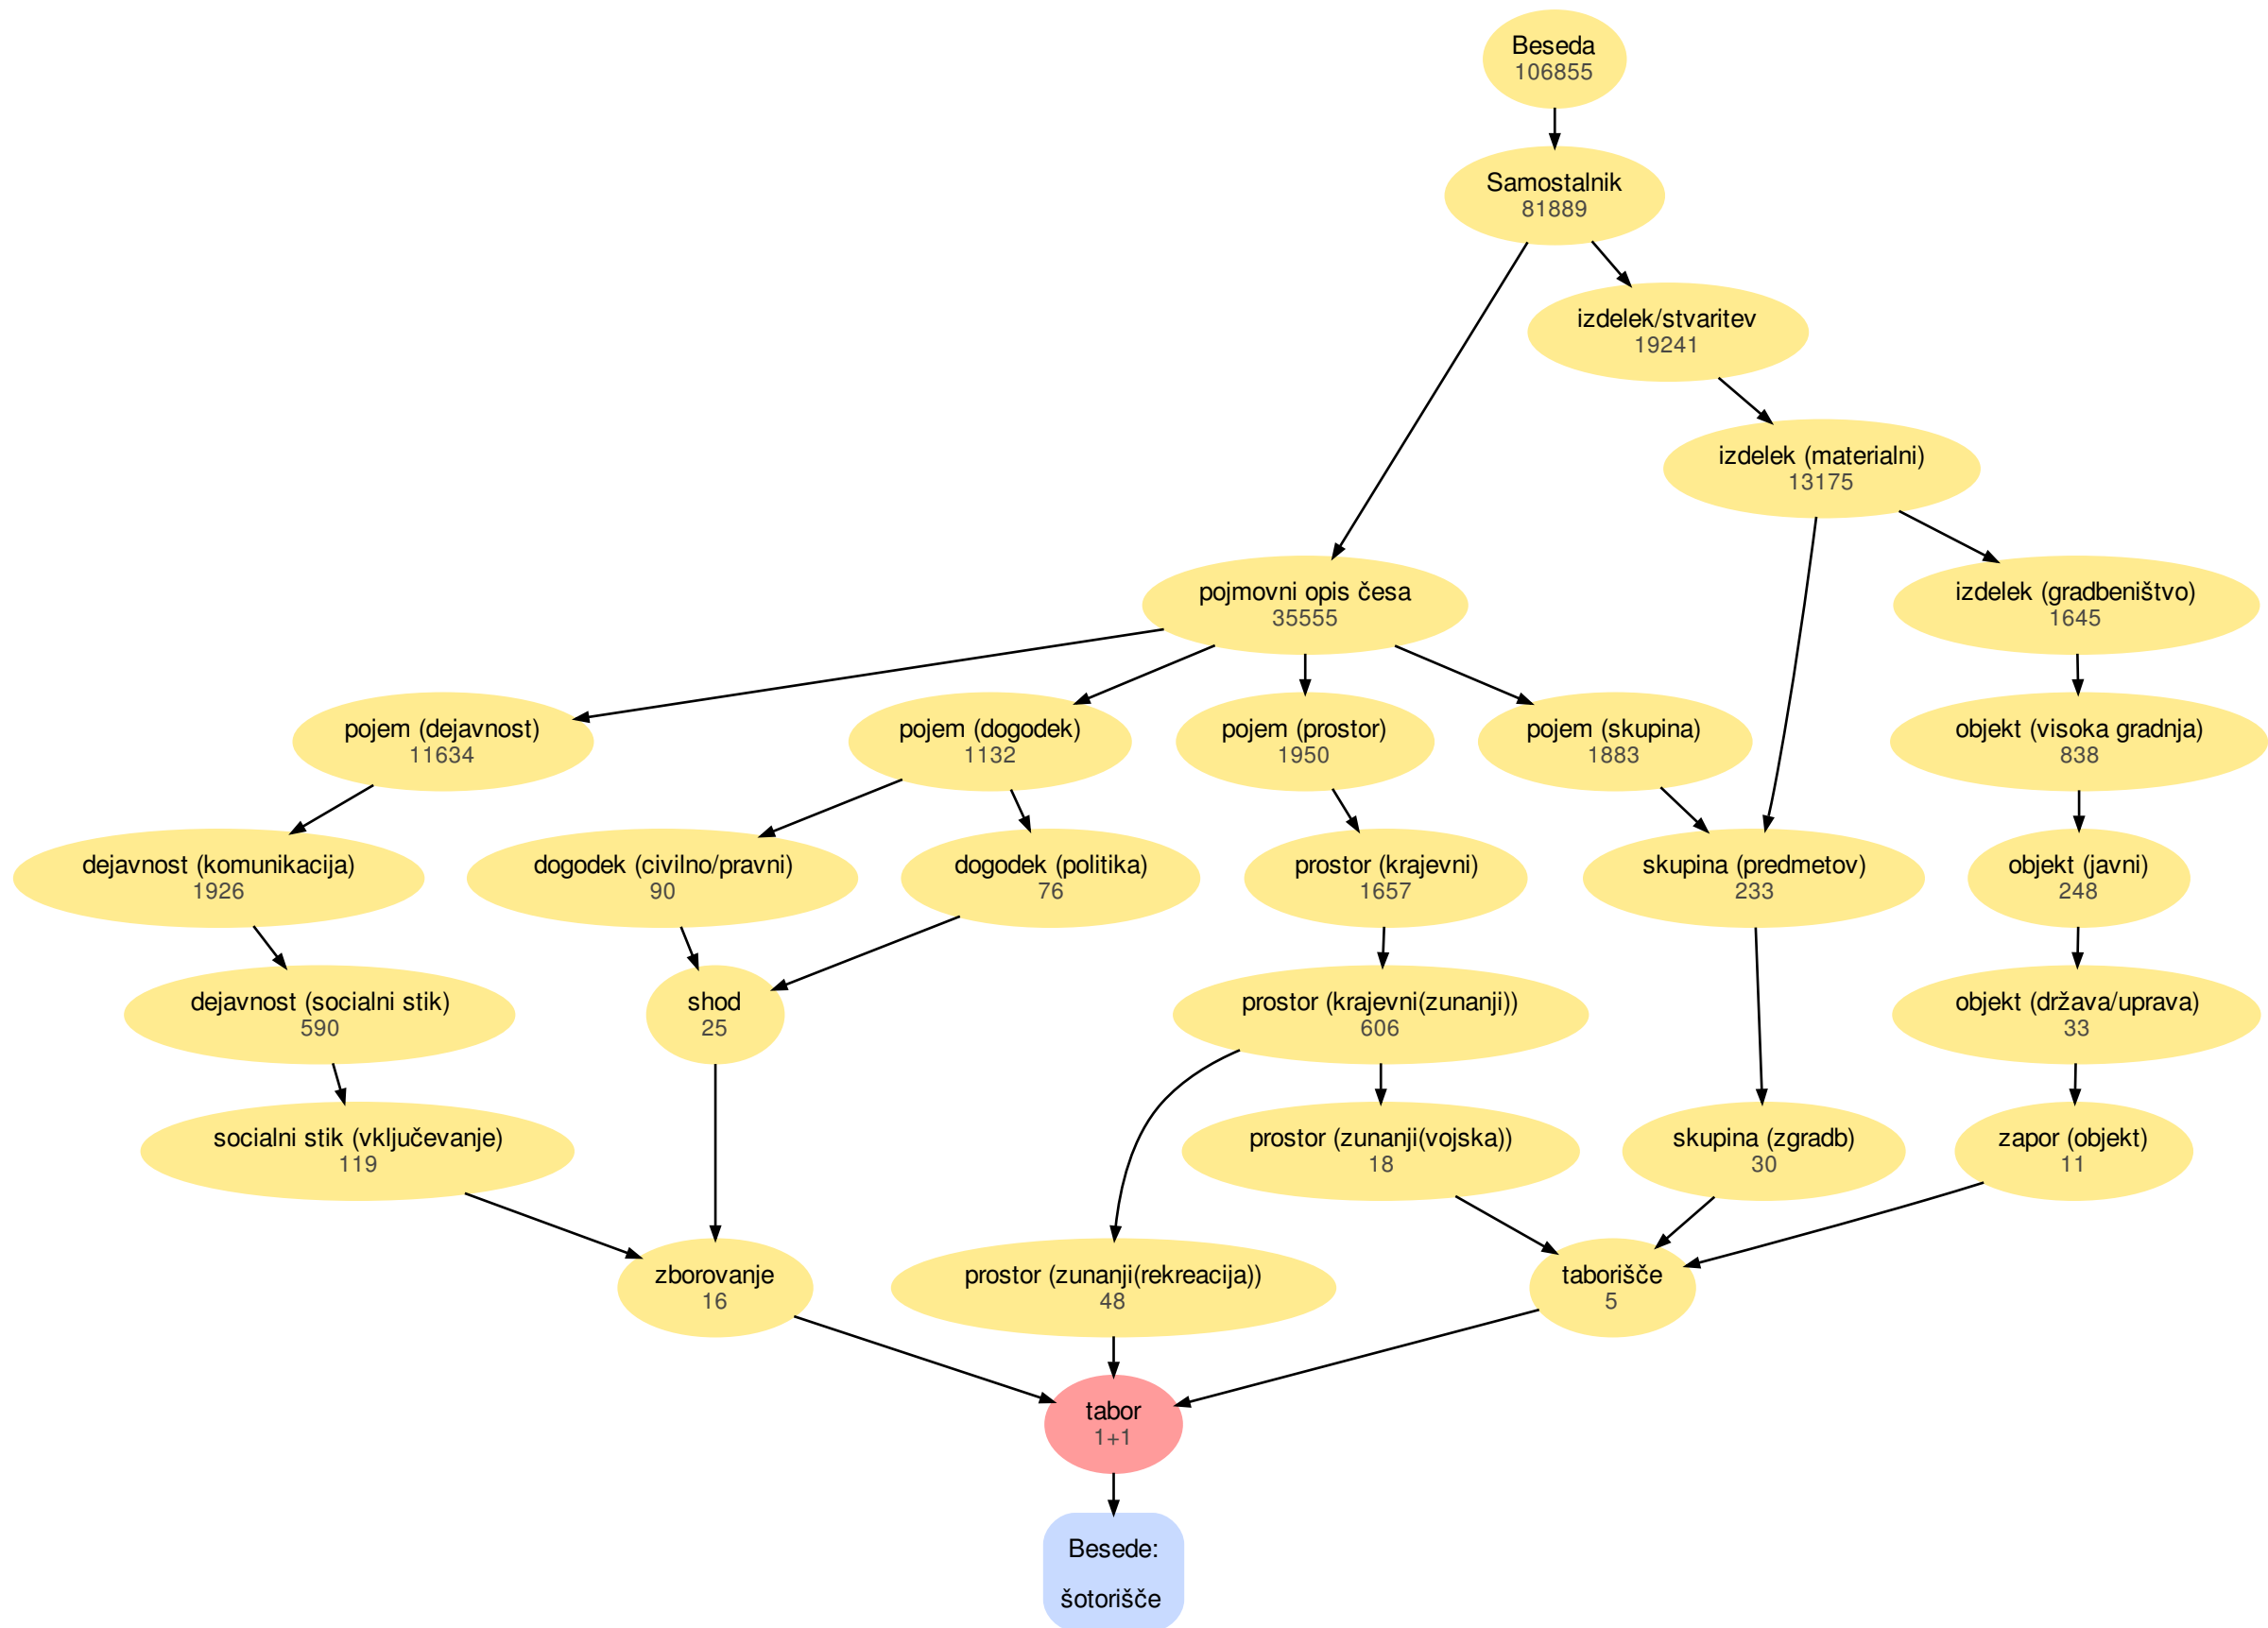 Beseda
106855
Samostalnik
81889
izdelek/stvaritev
19241
izdelek (materialni)
13175
pojmovni opis česa
35555
izdelek (gradbeništvo)
1645
pojem (dejavnost)
11634
pojem (dogodek)
1132
pojem (prostor)
1950
pojem (skupina)
1883
objekt (visoka gradnja)
838
dejavnost (komunikacija)
1926
dogodek (civilno/pravni)
90
dogodek (politika)
76
prostor (krajevni)
1657
skupina (predmetov)
233
objekt (javni)
248
dejavnost (socialni stik)
590
shod
25
prostor (krajevni(zunanji))
606
objekt (država/uprava)
33
socialni stik (vključevanje)
119
prostor (zunanji(vojska))
18
skupina (zgradb)
30
zapor (objekt)
11
zborovanje
16
prostor (zunanji(rekreacija))
48
taborišče
5
tabor
1+1
Besede:
šotorišče